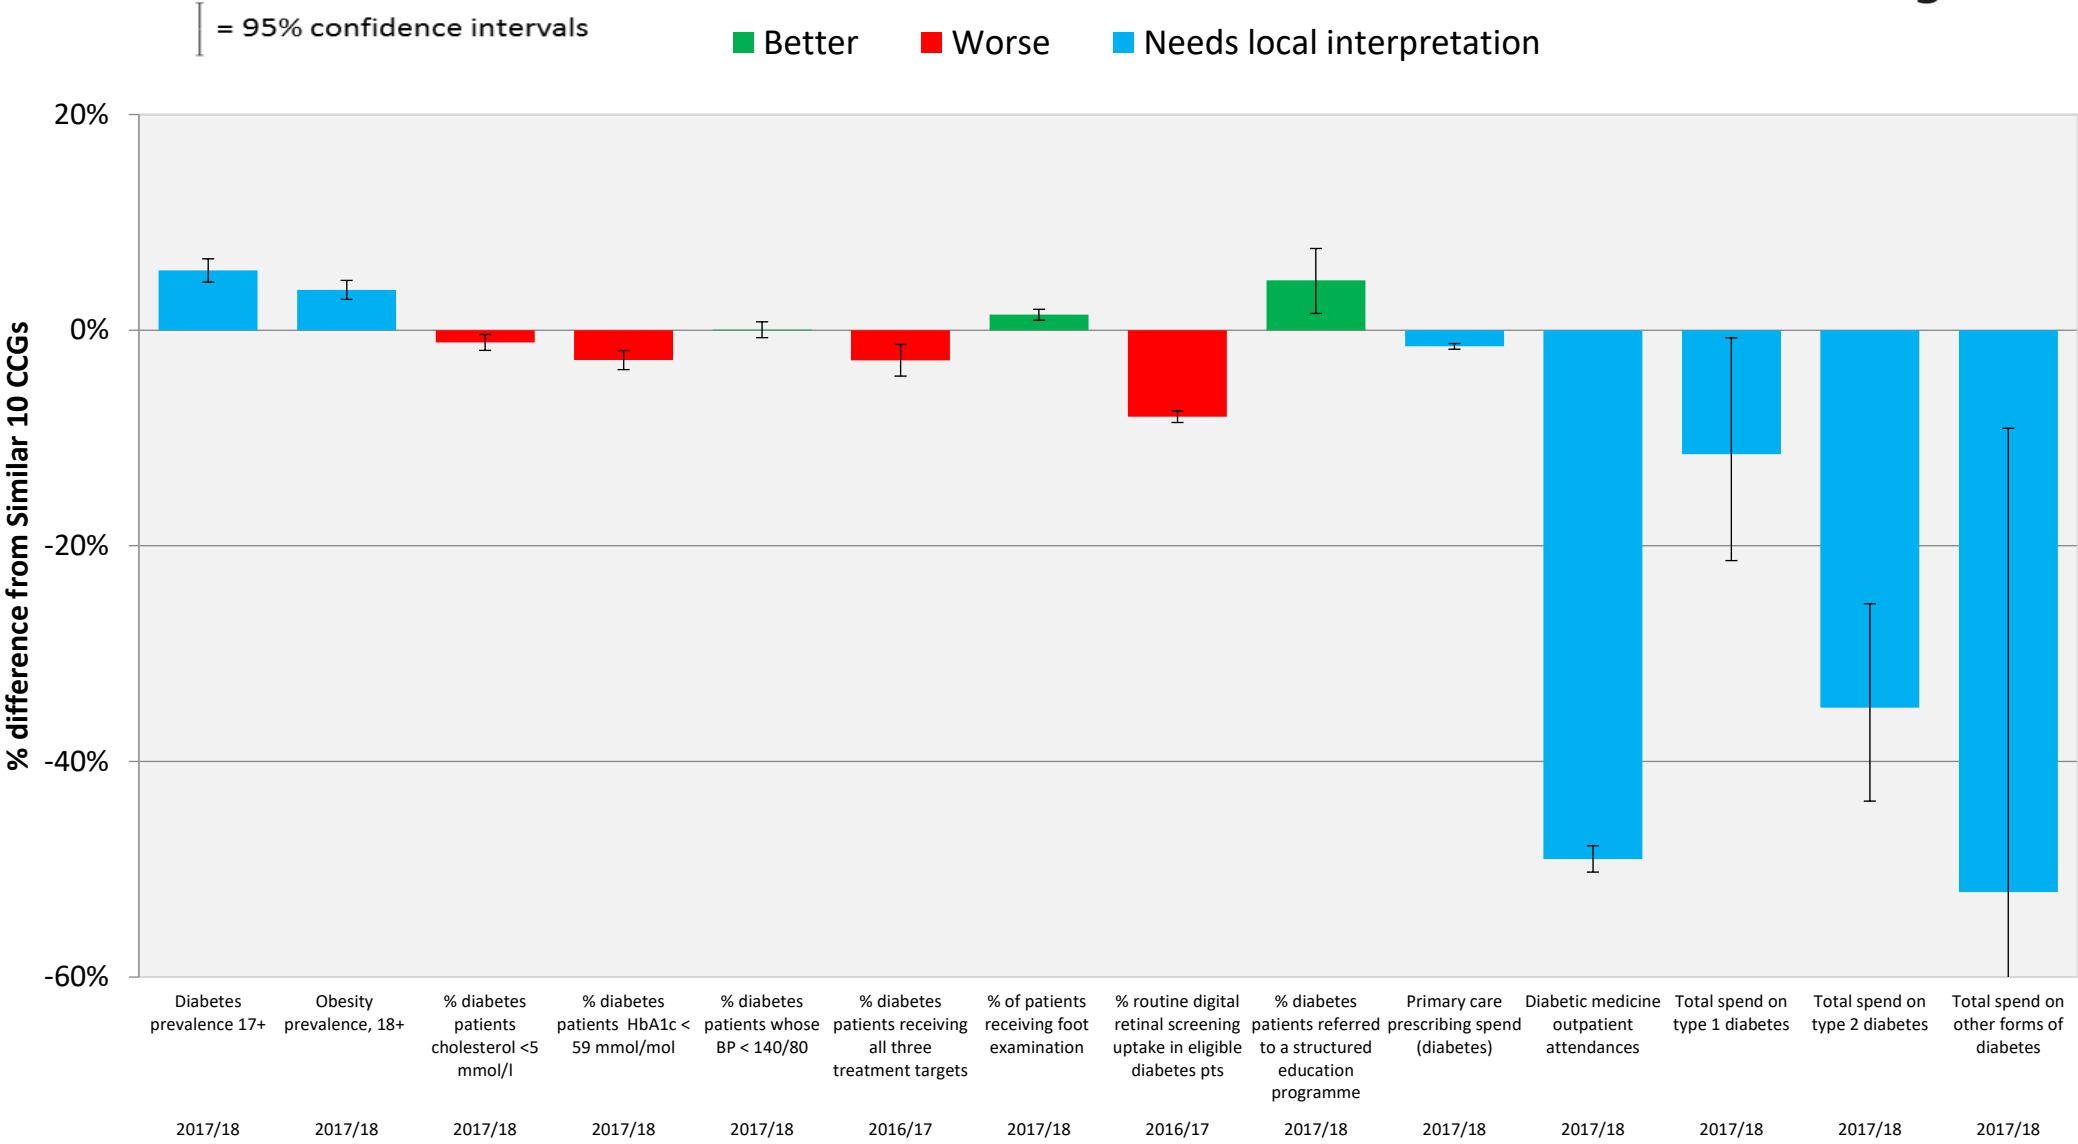 = 95% confidence intervals
Better
Worse
Needs local interpretation
% difference from Similar 10 CCGs
20%
0%
-20%
-40%
-60%
Diabetes
prevalence 17+
2017/18
Obesity
prevalence, 18+
2017/18
% diabetes
patients
cholesterol <5
mmol/l
2017/18
% diabetes
patients HbA1c <
59 mmol/mol
2017/18
% diabetes
patients whose
BP < 140/80
2017/18
% diabetes
patients receiving
all three
treatment targets
2016/17
% of patients
receiving foot
examination
2017/18
% routine digital
retinal screening
uptake in eligible
diabetes pts
2016/17
% diabetes
patients referred
to a structured
education
programme
2017/18
Primary care
prescribing spend
(diabetes)
2017/18
Diabetic medicine
outpatient
attendances
2017/18
Total spend on
type 1 diabetes
2017/18
Total spend on
type 2 diabetes
2017/18
Total spend on
other forms of
diabetes
2017/18